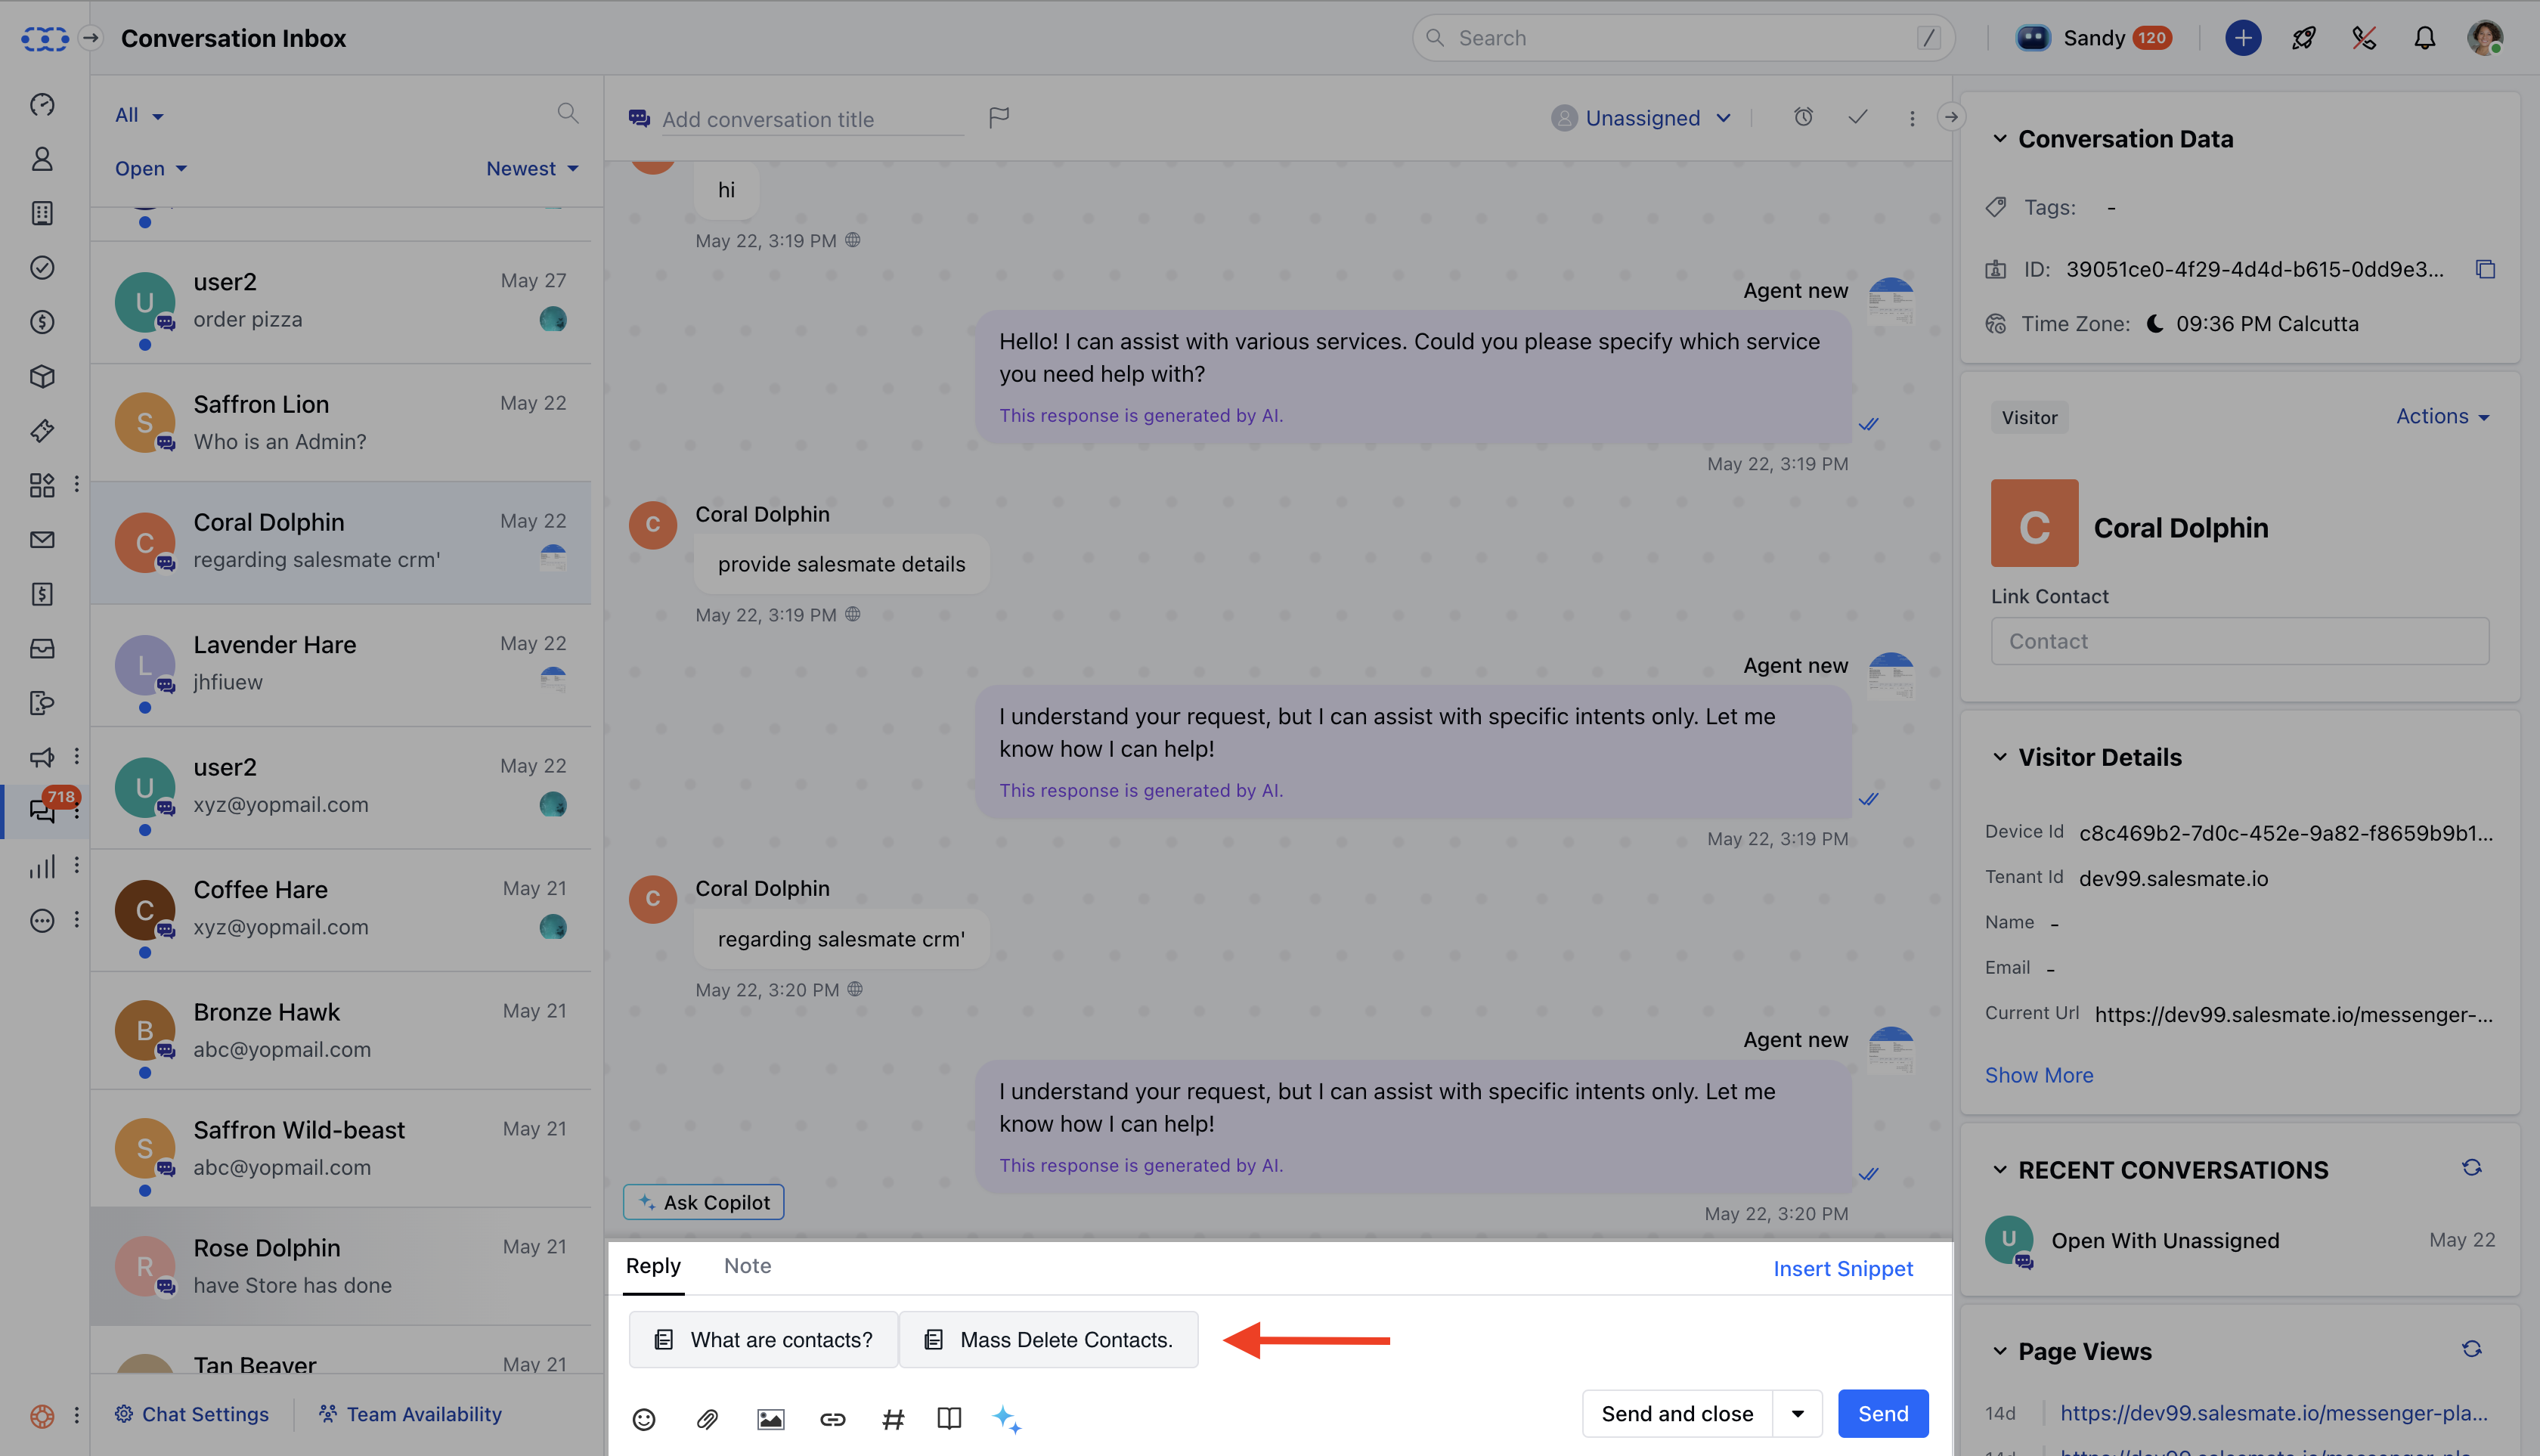 Conversation Inbox
Search
/
Sandy 120
All
Open
Newest
user2
May 27
U
order pizza
Saffron Lion
May 22
S
Who is an Admin?
Coral Dolphin
May 22
C
regarding salesmate crm'
Lavender Hare
May 22
L
jhfiuew
user2
May 22
U
xyz@yopmail.com
718
Coffee Hare
May 21
C
xyz@yopmail.com
Bronze Hawk
May 21
B
abc@yopmail.com
Saffron Wild-beast
May 21
S
abc@yopmail.com
Rose Dolphin
May 21
R
have Store has done
Tan Beaver
May 21
Chat Settings
Team Availability
Add conversation title
Unassigned
hi
May 22, 3:19 PM
Agent new
Hello! I can assist with various services. Could you please specify which service
you need help with?
This response is generated by AI.
May 22, 3:19 PM
C
Coral Dolphin
provide salesmate details
May 22, 3:19 PM
Agent new
I understand your request, but I can assist with specific intents only. Let me
know how I can help!
This response is generated by AI.
May 22, 3:19 PM
C
Coral Dolphin
regarding salesmate crm'
May 22, 3:20 PM
Agent new
I understand your request, but I can assist with specific intents only. Let me
know how I can help!
This response is generated by AI.
May 22, 3:20 PM
Ask Copilot
Reply
Note
Insert Snippet
What are contacts?
Mass Delete Contacts.
Send and close
Send
Conversation Data
Tags: -
ID: 39051ce0-4f29-4d4d-b615-0dd9e3...
Time Zone: 09:36 PM Calcutta
Visitor
Actions
C
Coral Dolphin
Link Contact
Contact
Visitor Details
Device Id c8c469b2-7d0c-452e-9a82-f8659b9b1...
Tenant Id dev99.salesmate.io
Name -
Email -
Current Url https://dev99.salesmate.io/messenger-...
Show More
RECENT CONVERSATIONS
U
Open With Unassigned
May 22
Page Views
14d
https://dev99.salesmate.io/messenger-pla...